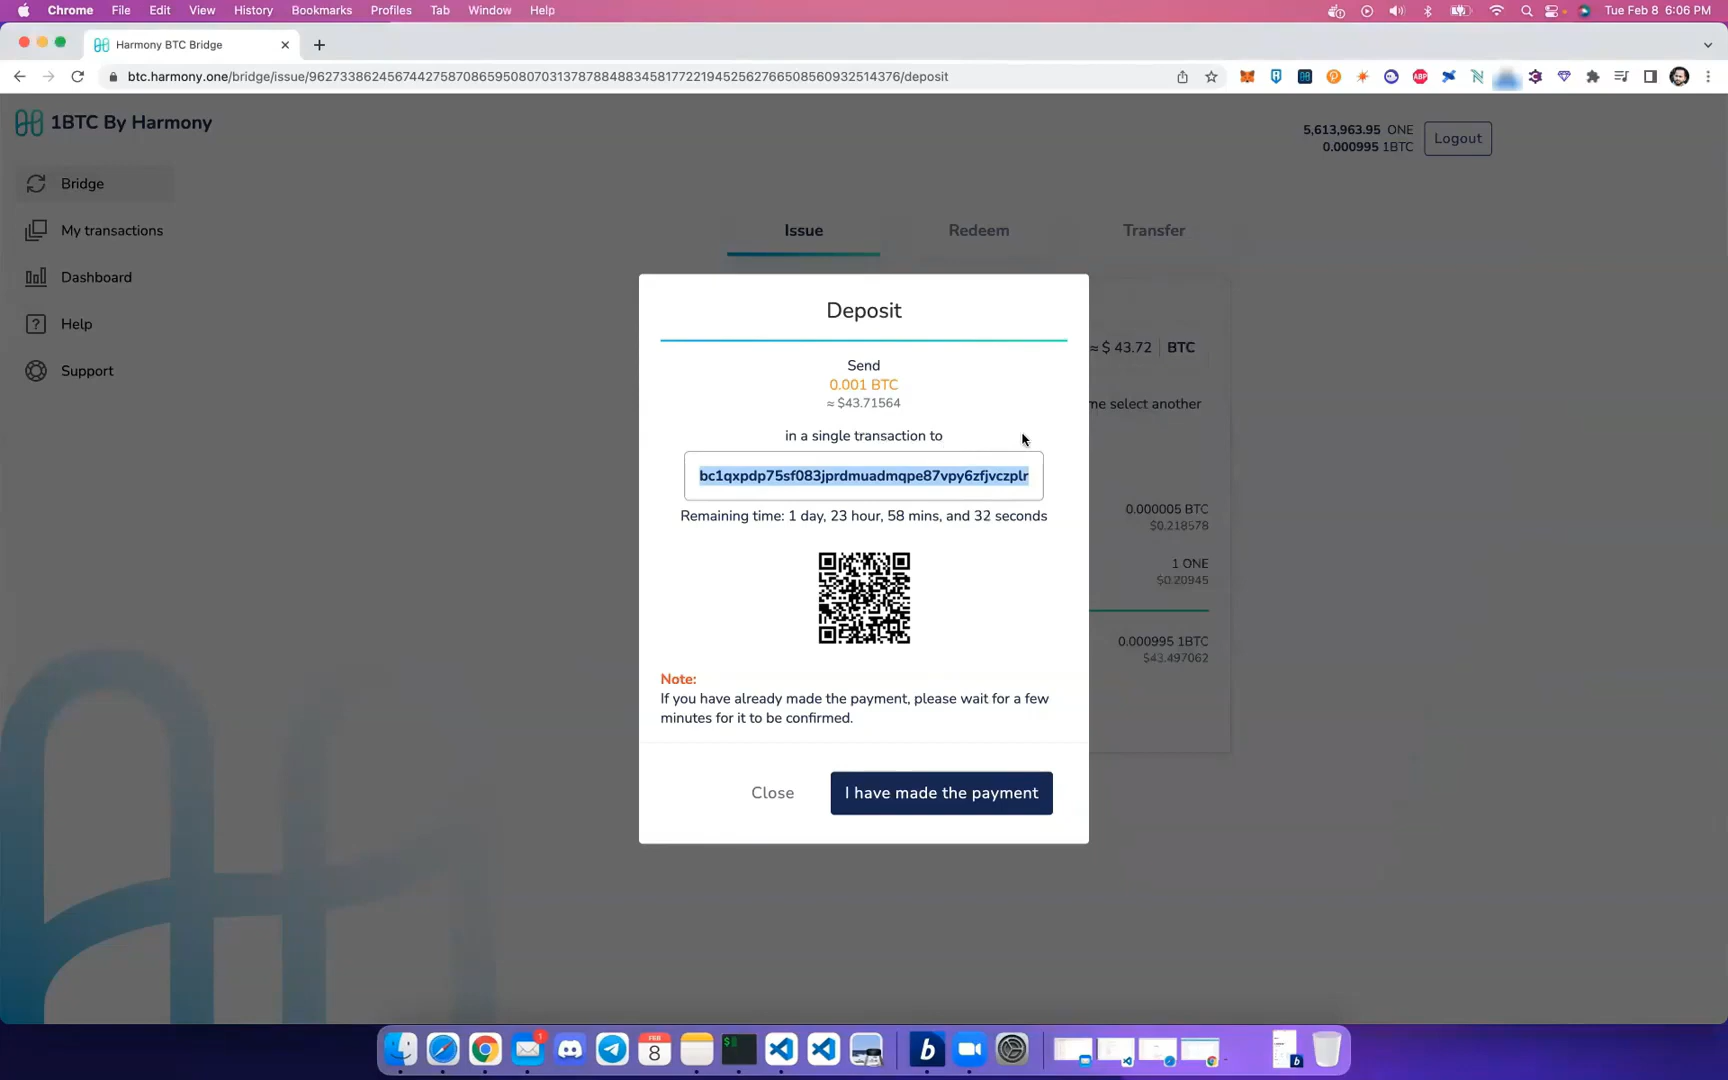 Chrome File Edit View History Bookmarks Profiles Tab Window Help
Tue Feb 8 6:06 PM
Harmony BTC Bridge
btc.harmony.one/bridge/issue/96273386245674427587086595080703137878848834581772219452562766508560932514376/deposit
ABP
1BTC By Harmony
5,613,963.95 ONE
0.000995 1BTC
Logout
Bridge
My transactions
Dashboard
Help
Support
Issue Redeem Transfer
Deposit
Send
0.001 BTC
≈ $43.71564
in a single transaction to
bc1qxpdp75sf083jprdmuadmqpe87vpy6zfjvczplr
Remaining time: 1 day, 23 hour, 58 mins, and 32 seconds
Note:
If you have already made the payment, please wait for a few
minutes for it to be confirmed.
Close
I have made the payment
≈ $ 43.72 BTC
me select another
0.000005 BTC
$0.218578
1 ONE
$0.20945
0.000995 1BTC
$43.497062
1
FEB
8
$
b